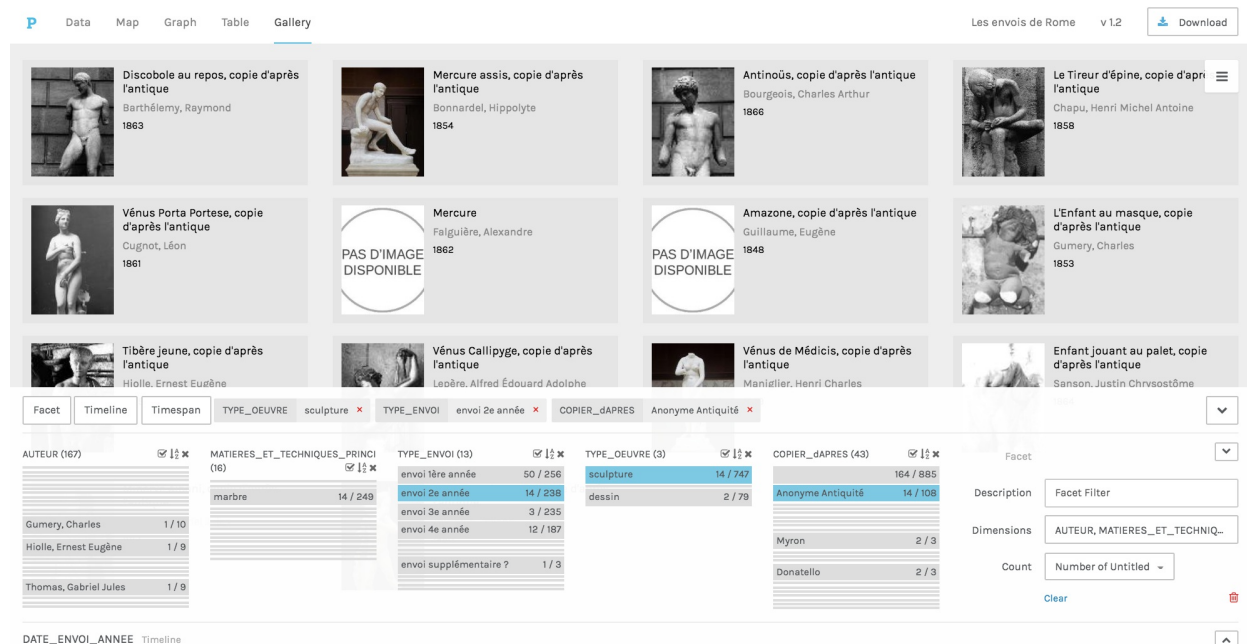 P Data Map Graph Table Gallery Les envois de Rome v 1.2 Download
Discobole au repos, copie d'après
l'antique
Barthélemy, Raymond
1863
Mercure assis, copie d'après
l'antique
Bonnardel, Hippolyte
1854
Antinoüs, copie d'après l'antique
Bourgeois, Charles Arthur
1866
Le Tireur d'épine, copie d'apr
l'antique
Chapu, Henri Michel Antoine
1858
Vénus Porta Portese, copie
d'après l'antique
Cugnot, Léon
1861
PAS D'IMAGE
DISPONIBLE
Mercure
Falguière, Alexandre
1862
PAS D'IMAGE
DISPONIBLE
Amazone, copie d'après l'antique
Guillaume, Eugène
1848
L'Enfant au masque, copie
d'après l'antique
Gumery, Charles
1853
Tibère jeune, copie d'après
l'antique
Hiolle, Ernest Eugène
Vénus Callipyge, copie d'après
l'antique
Lepère, Alfred Édouard Adolphe
Vénus de Médicis, copie d'après
l'antique
Maniglier, Henri Charles
Enfant jouant au palet, copie
d'après l'antique
Sanson, Justin Chrysostôme
Facet Timeline Timespan TYPE_OEUVRE sculpture × TYPE_ENVOI envoi 2e année × COPIER_dAPRES Anonyme Antiquité ×
AUTEUR (167)
Gumery, Charles 1 / 10
Hiolle, Ernest Eugène 1 / 9
Thomas, Gabriel Jules 1 / 9
MATIERES_ET_TECHNIQUES_PRINCI
(16)
marbre 14 / 249
TYPE_ENVOI (13)
envoi 1ère année 50 / 256
envoi 2e année 14 / 238
envoi 3e année 3 / 235
envoi 4e année 12 / 187
envoi supplémentaire ? 1 / 3
TYPE_OEUVRE (3)
sculpture 14 / 747
dessin 2 / 79
COPIER_dAPRES (43)
164 / 885
Anonyme Antiquité 14 / 108
Myron 2 / 3
Donatello 2 / 3
Facet
Description Facet Filter
Dimensions AUTEUR, MATIERES_ET_TECHNIQ...
Count Number of Untitled
Clear
DATE_ENVOI_ANNEE Timeline